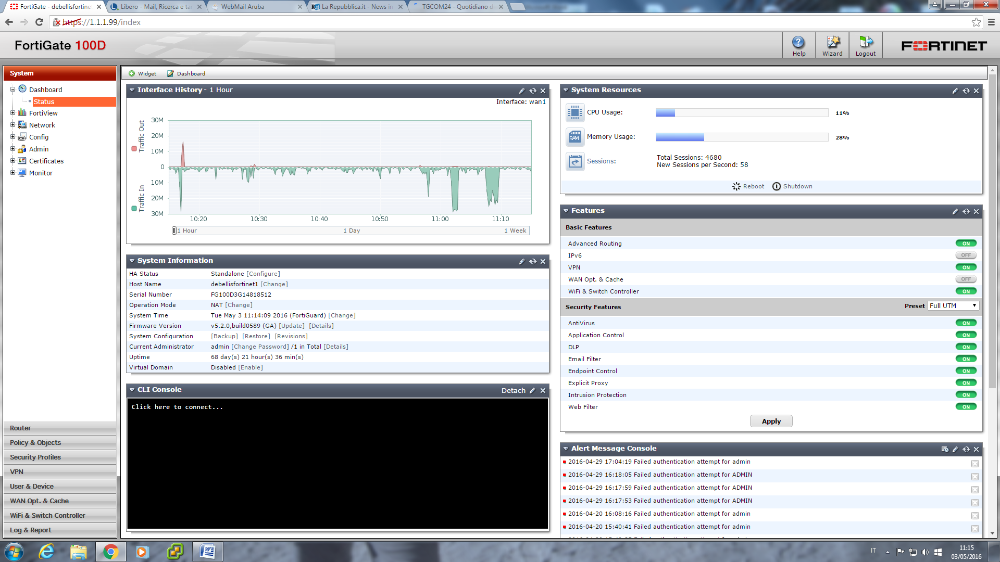 FortiGate - debellisfortinet
Libero - Mail, Ricerca e ta
WebMail Aruba
La Repubblica.it - News in
TGCOM24 - Quotidiano d
https://1.1.1.99/index
FortiGate 100D
Help
Wizard
Logout
FORTINET
System
Dashboard
Status
FortiView
Network
Config
Admin
Certificates
Monitor
Router
Policy & Objects
Security Profiles
VPN
User & Device
WAN Opt. & Cache
WiFi & Switch Controller
Log & Report
Widget Dashboard
Interface History - 1 Hour
Interface: wan1
Traffic Out
Traffic In
30M
20M
10M
0
10M
20M
30M
10:20 10:30 10:40 10:50 11:00 11:10
1 Hour 1 Day 1 Week
System Information
HA Status Standalone [Configure]
Host Name debellisfortinet1 [Change]
Serial Number FG100D3G14818512
Operation Mode NAT [Change]
System Time Tue May 3 11:14:09 2016 (FortiGuard) [Change]
Firmware Version v5.2.0,build0589 (GA) [Update] [Details]
System Configuration [Backup] [Restore] [Revisions]
Current Administrator admin [Change Password] /1 in Total [Details]
Uptime 68 day(s) 21 hour(s) 36 min(s)
Virtual Domain Disabled [Enable]
CLI Console Detach
Click here to connect...
System Resources
CPU Usage: 11%
RAM
Memory Usage: 28%
Sessions:
Total Sessions: 4680
New Sessions per Second: 58
Reboot Shutdown
Features
Basic Features
Advanced Routing ON
IPv6 OFF
VPN ON
WAN Opt. & Cache OFF
WiFi & Switch Controller ON
Security Features Preset Full UTM
AntiVirus ON
Application Control ON
DLP ON
Email Filter ON
Endpoint Control ON
Explicit Proxy ON
Intrusion Protection ON
Web Filter ON
Apply
Alert Message Console
2016-04-29 17:04:19 Failed authentication attempt for admin
2016-04-29 16:18:05 Failed authentication attempt for ADMIN
2016-04-29 16:17:59 Failed authentication attempt for ADMIN
2016-04-29 16:17:53 Failed authentication attempt for ADMIN
2016-04-20 16:08:16 Failed authentication attempt for admin
2016-04-20 15:40:41 Failed authentication attempt for admin
IT
11:15
03/05/2016